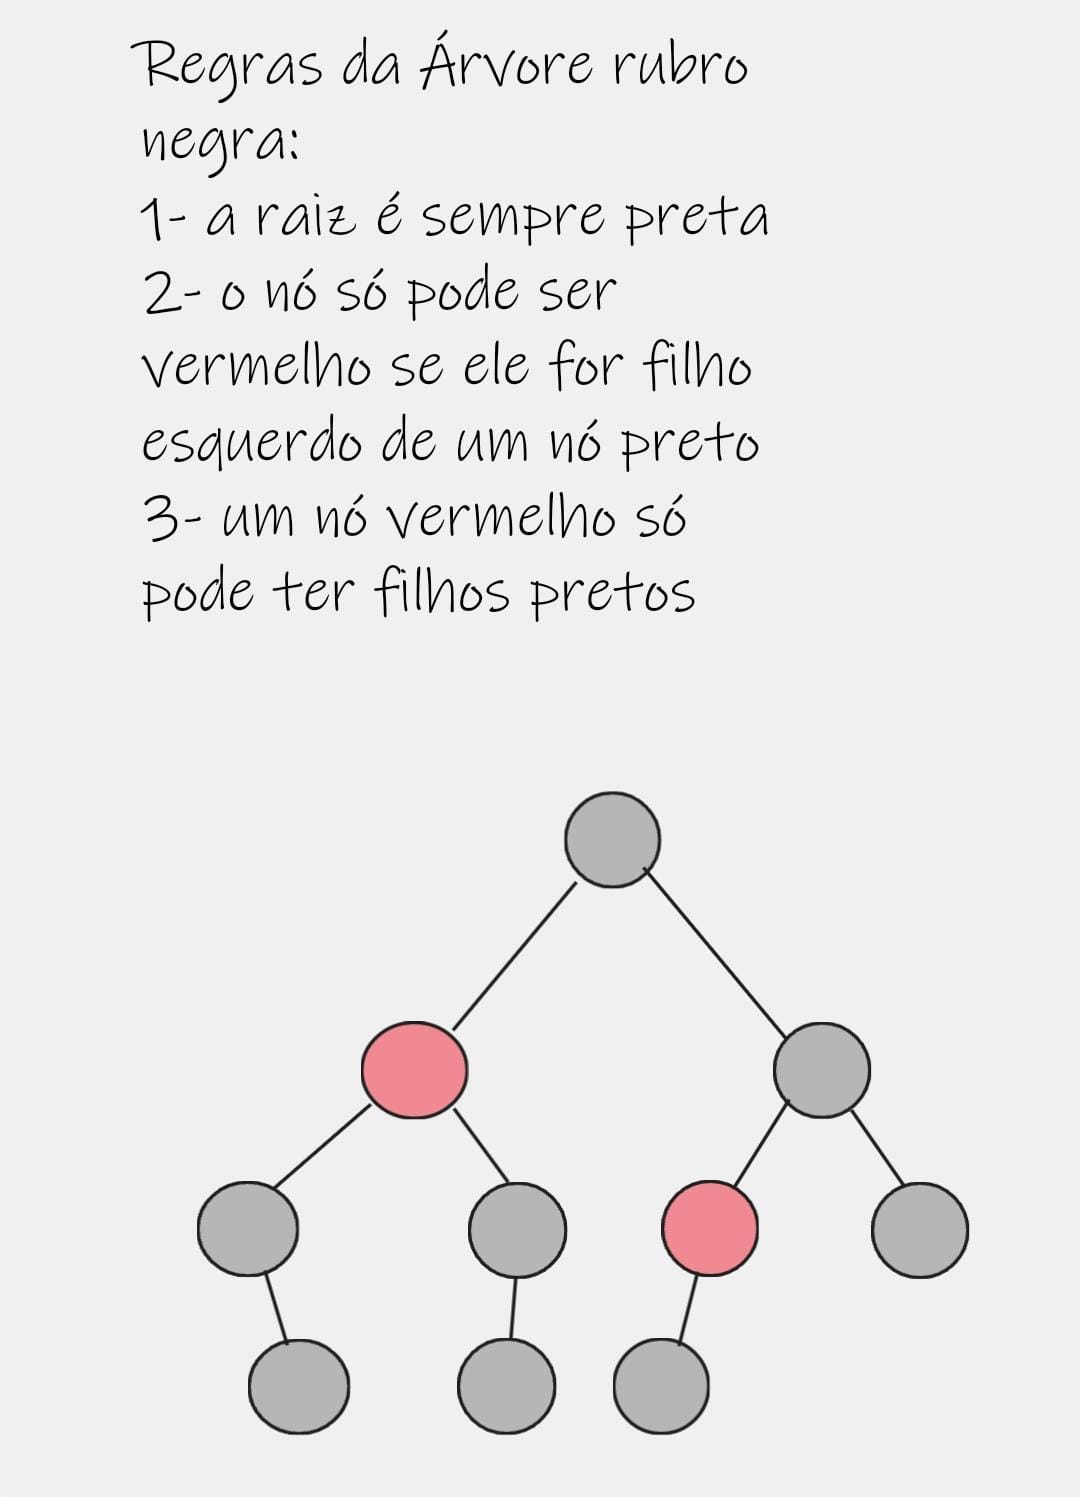 Regras da Árvore rubro
negra:
1- a raiz é sempre preta
2- o nó só pode ser
vermelho se ele for filho
esquerdo de um nó preto
3- um nó vermelho só
pode ter filhos pretos